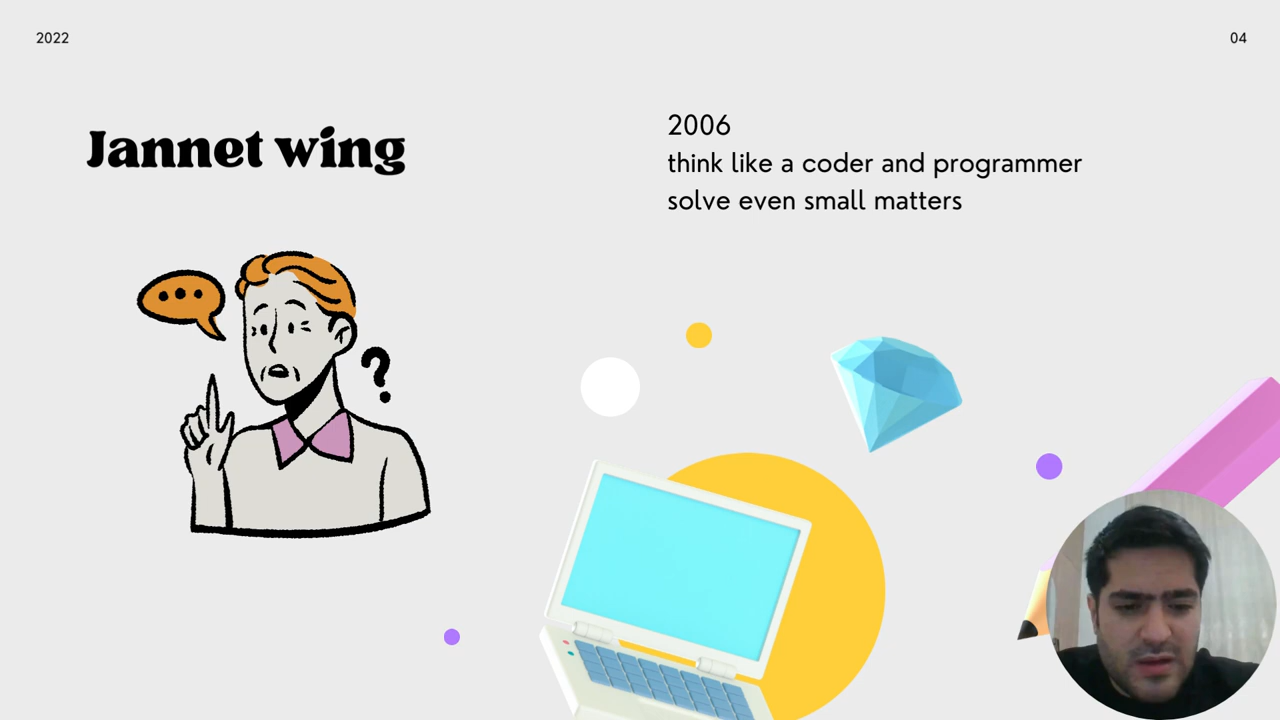 2022
04
Jannet wing
2006
think like a coder and programmer
solve even small matters
?